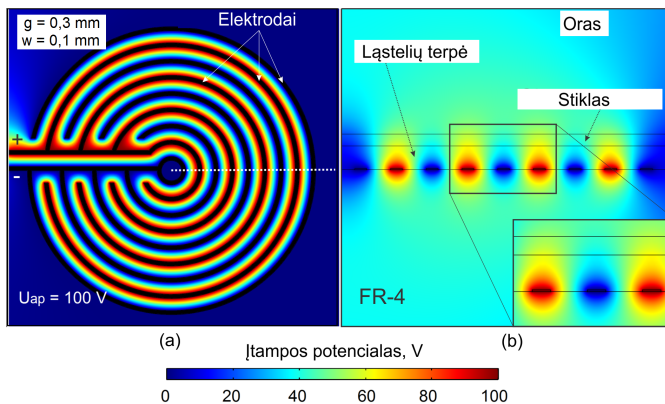 g = 0,3 mm
w = 0,1 mm
Elektrodai
+
-
Uap = 100 V
(a)
Oras
Ląstelių terpė
Stiklas
FR-4
(b)
Įtampos potencialas, V
0 20 40 60 80 100